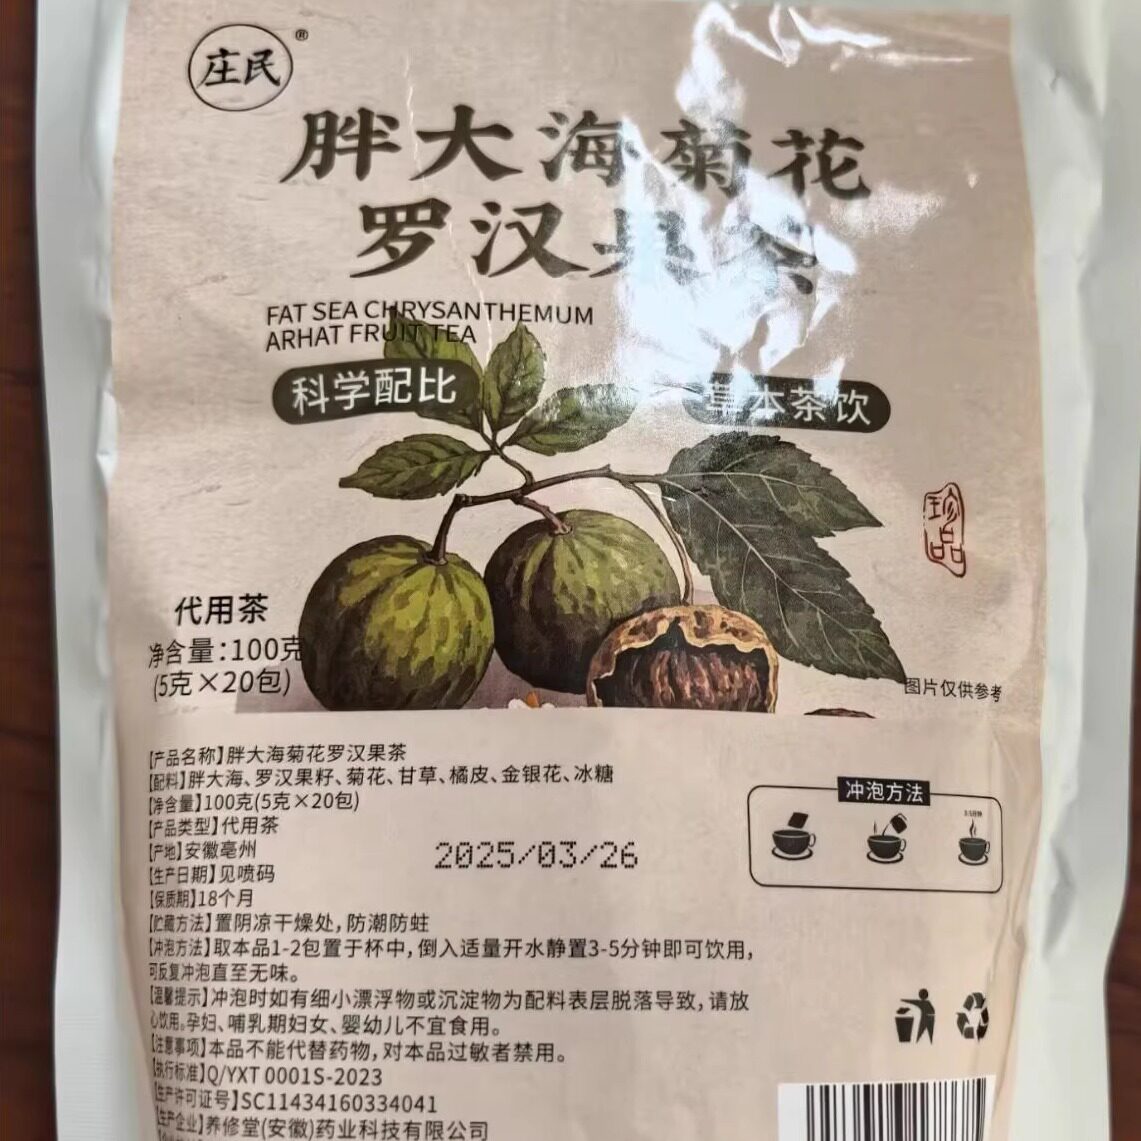 庄民®
胖大海菊花
罗汉果茶
FAT SEA CHRYSANTHEMUM
ARHAT FRUIT TEA
科学配比
草本茶饮
珍品
代用茶
净含量:100克
(5克×20包)
图片仅供参考
【产品名称】胖大海菊花罗汉果茶
【配料】胖大海、罗汉果籽、菊花、甘草、橘皮、金银花、冰糖
【净含量】100克(5克×20包)
【产品类型】代用茶
【产地】安徽亳州
【生产日期】见喷码
2025/03/26
【保质期】18个月
【贮藏方法】置阴凉干燥处,防潮防蛀
【冲泡方法】取本品1-2包置于杯中,倒入适量开水静置3-5分钟即可饮用,
可反复冲泡直至无味。
【温馨提示】冲泡时如有细小漂浮物或沉淀物为配料表层脱落导致,请放
心饮用。孕妇、哺乳期妇女、婴幼儿不宜食用。
【注意事项】本品不能代替药物,对本品过敏者禁用。
【执行标准】Q/YXT 0001S-2023
【生产许可证号】SC11434160334041
【生产企业】养修堂(安徽)药业科技有限公司
冲泡方法
3-5分钟